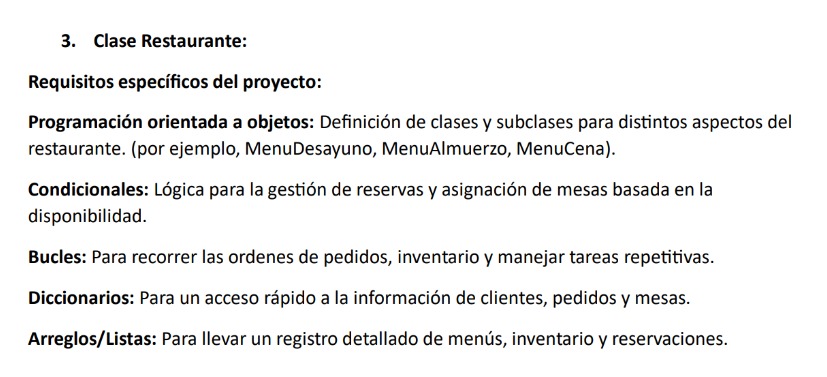 3. Clase Restaurante:
Requisitos específicos del proyecto:
Programación orientada a objetos: Definición de clases y subclases para distintos aspectos del
restaurante. (por ejemplo, MenuDesayuno, MenuAlmuerzo, MenuCena).
Condicionales: Lógica para la gestión de reservas y asignación de mesas basada en la
disponibilidad.
Bucles: Para recorrer las ordenes de pedidos, inventario y manejar tareas repetitivas.
Diccionarios: Para un acceso rápido a la información de clientes, pedidos y mesas.
Arreglos/Listas: Para llevar un registro detallado de menús, inventario y reservaciones.